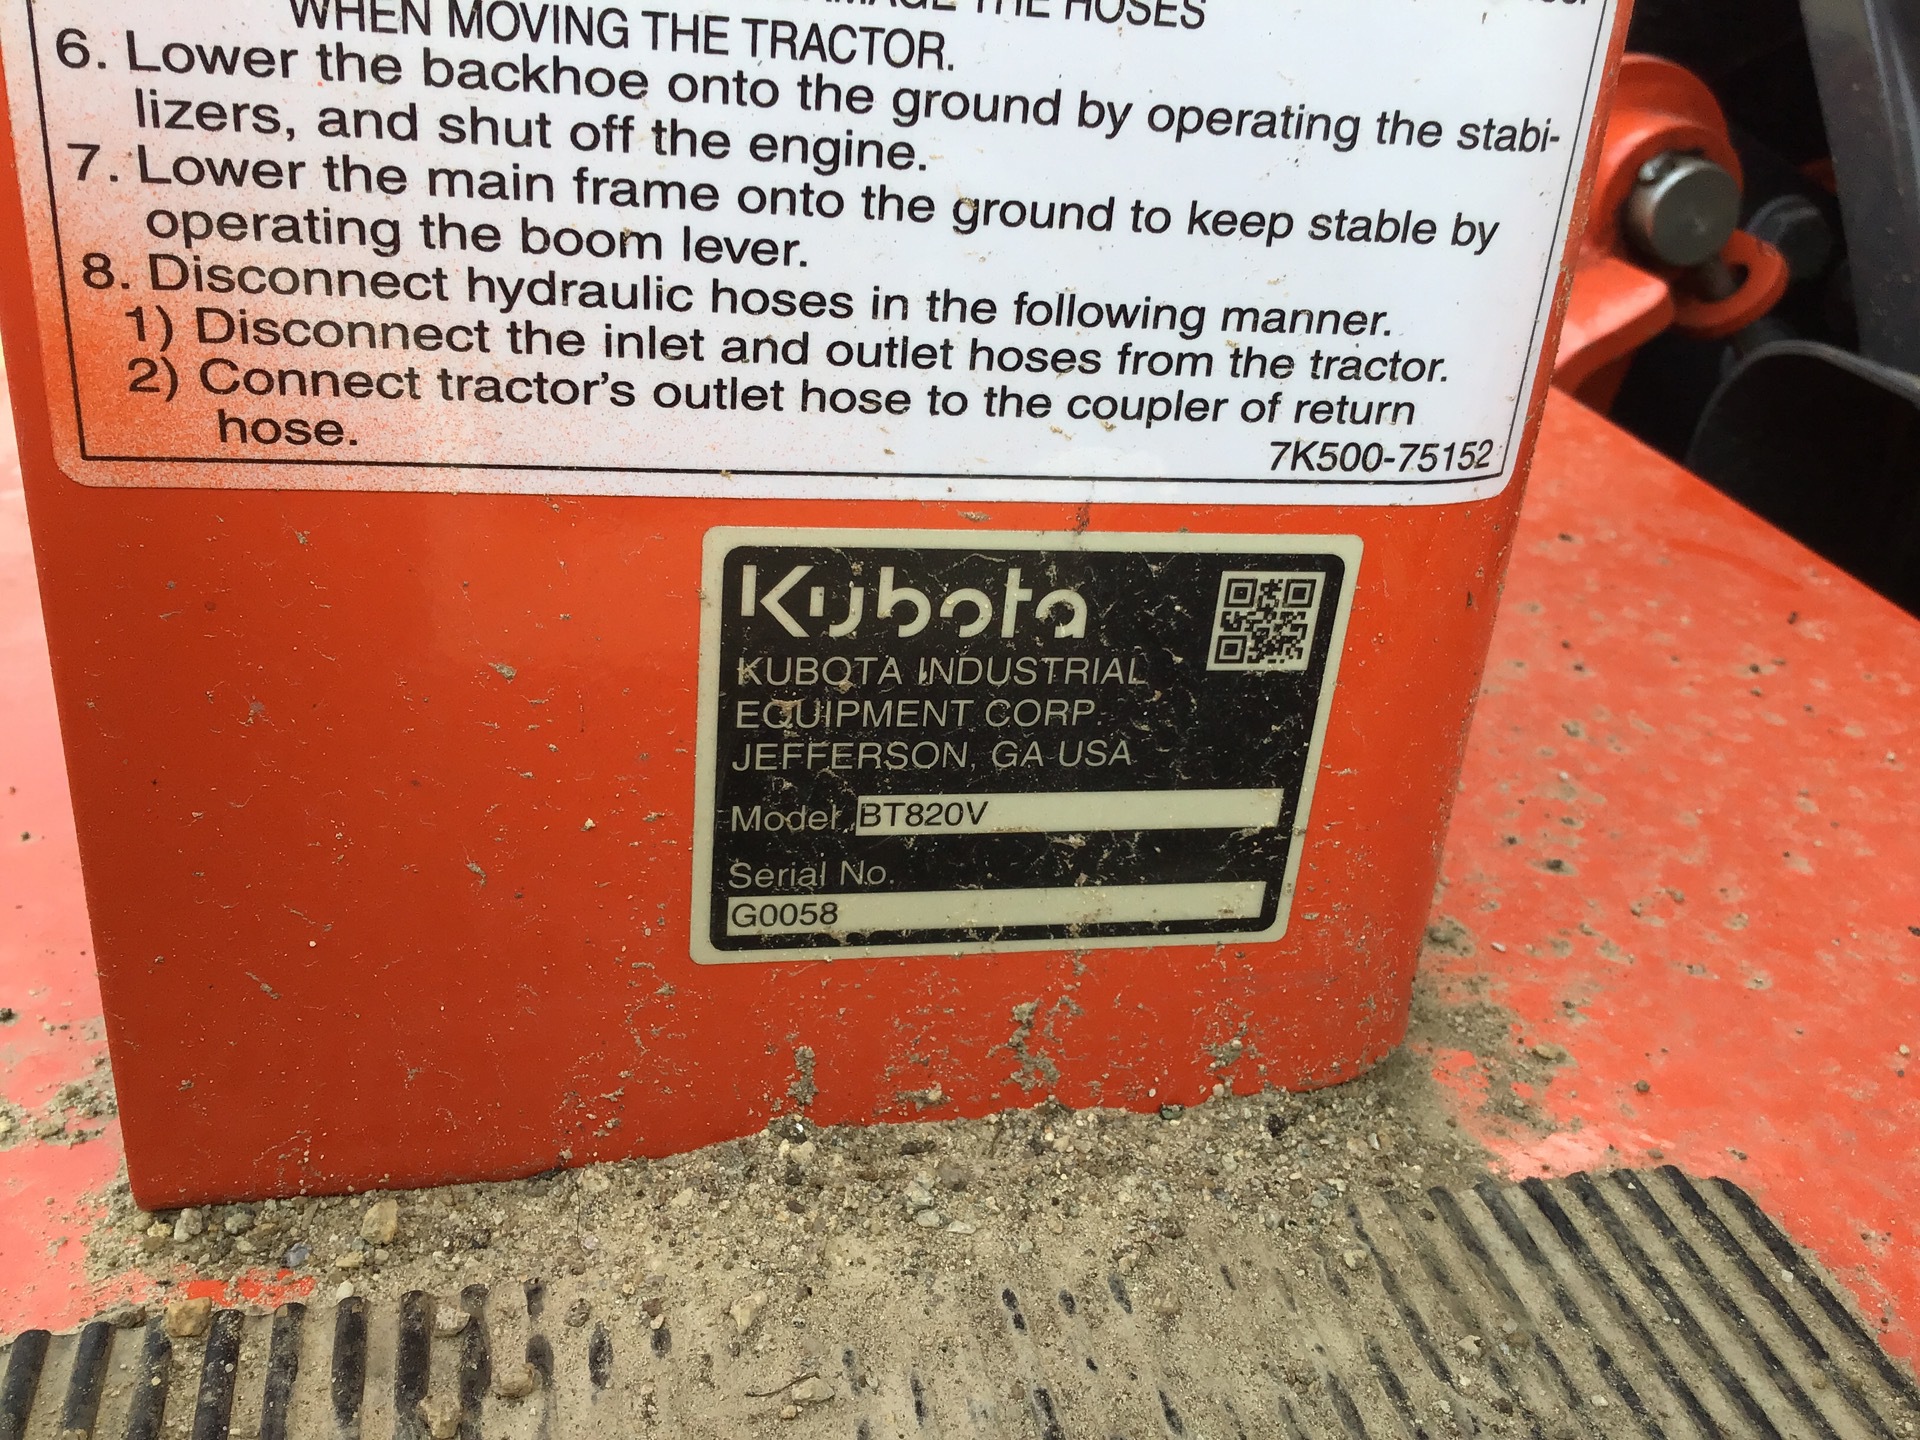 THE HOSES
WHEN MOVING THE TRACTOR.
6. Lower the backhoe onto the ground by operating the stabi-
lizers, and shut off the engine.
7. Lower the main frame onto the ground to keep stable by
operating the boom lever.
8. Disconnect hydraulic hoses in the following manner.
1) Disconnect the inlet and outlet hoses from the tractor.
2) Connect tractor's outlet hose to the coupler of return
hose.
7K500-75152
Kubota
KUBOTA INDUSTRIAL
EQUIPMENT CORP.
JEFFERSON, GA USA
Model BT820V
Serial No.
G0058